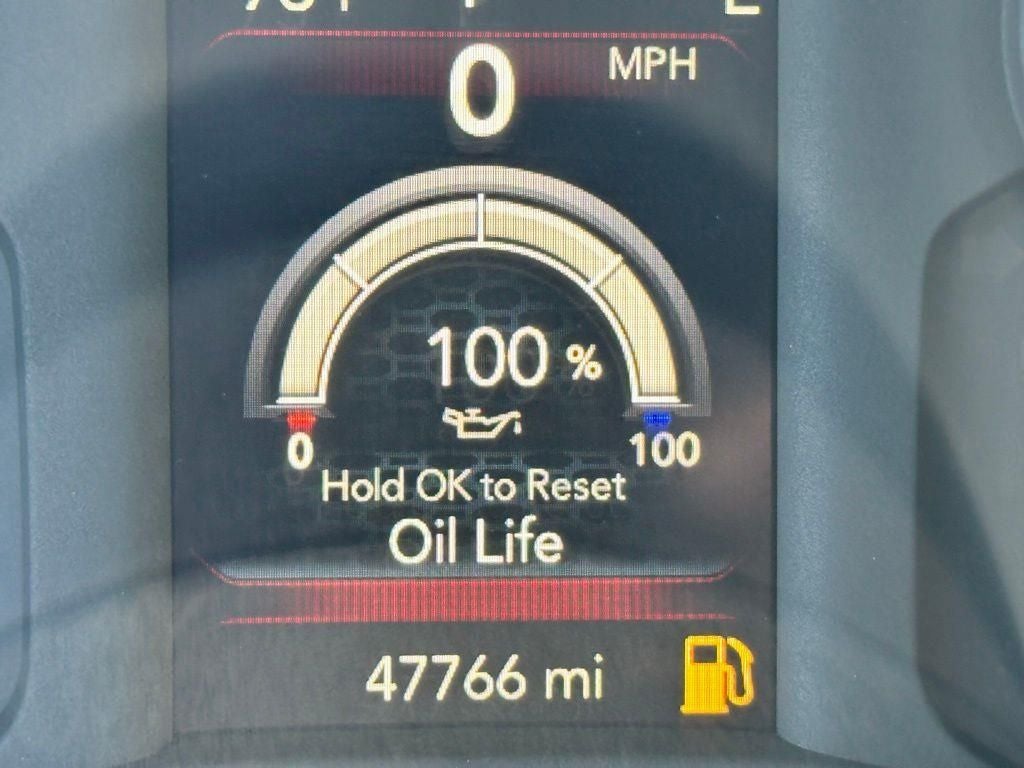 0 MPH
100 %
0 100
Hold OK to Reset
Oil Life
47766 mi